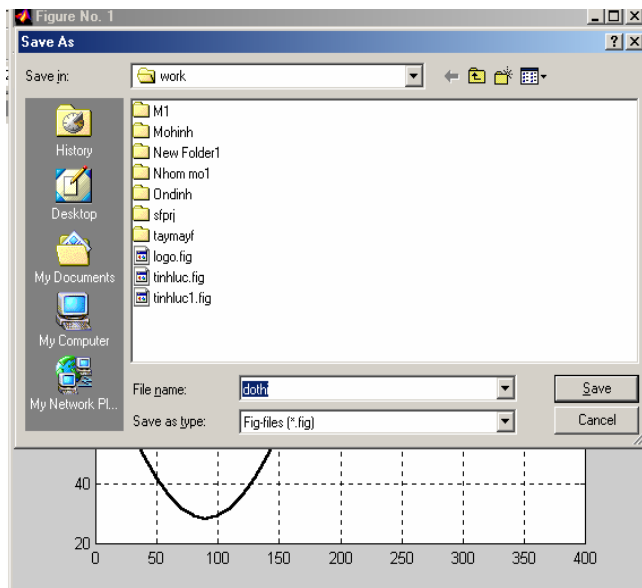 Figure No. 1
Save As
Save in:
work
History
Desktop
My Documents
My Computer
My Network Pl...
M1
Mohinh
New Folder1
Nhom mo1
Ondinh
sfprj
taymayf
logo.fig
tinhluc.fig
tinhluc1.fig
File name:
dothi
Save
Save as type:
Fig-files (*.fig)
Cancel
40
20
0 50 100 150 200 250 300 350 400